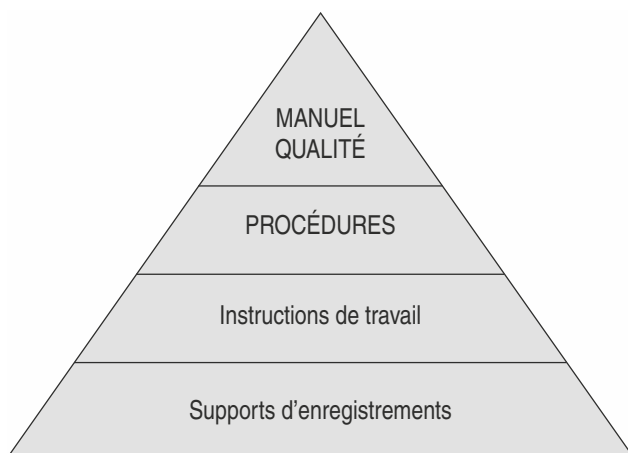 MANUEL
QUALITÉ
PROCÉDURES
Instructions de travail
Supports d’enregistrements